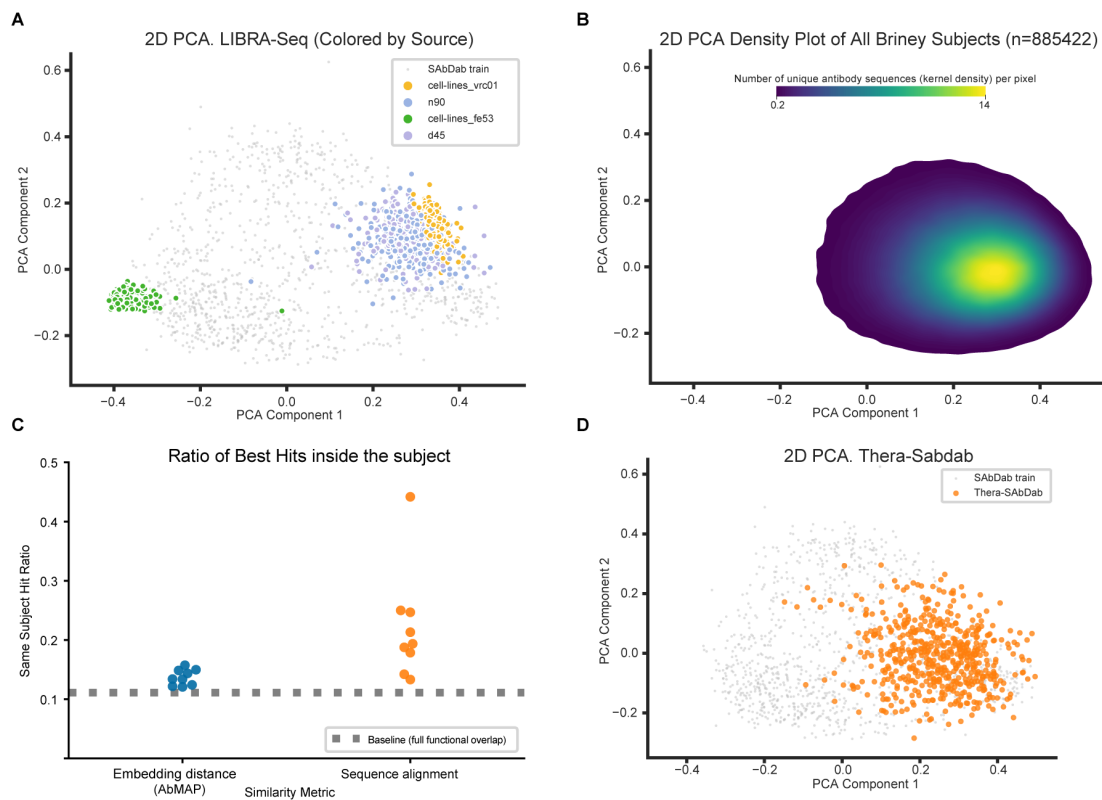 A
2D PCA. LIBRA-Seq (Colored by Source)
SAbDab train
cell-lines_vrc01
n90
cell-lines_fe53
d45
0.6
0.4
0.2
0.0
−0.2
PCA Component 2
−0.4
−0.2
0.0
0.2
0.4
PCA Component 1
B
2D PCA Density Plot of All Briney Subjects (n=885422)
Number of unique antibody sequences (kernel density) per pixel
0.2
14
0.6
0.4
0.2
0.0
−0.2
PCA Component 2
−0.4
−0.2
0.0
0.2
0.4
PCA Component 1
C
Ratio of Best Hits inside the subject
0.5
0.4
0.3
0.2
0.1
Same Subject Hit Ratio
Baseline (full functional overlap)
Embedding distance
(AbMAP)
Sequence alignment
Similarity Metric
D
2D PCA. Thera-Sabdab
SAbDab train
Thera-SAbDab
0.6
0.4
0.2
0.0
−0.2
PCA Component 2
−0.4
−0.2
0.0
0.2
0.4
PCA Component 1